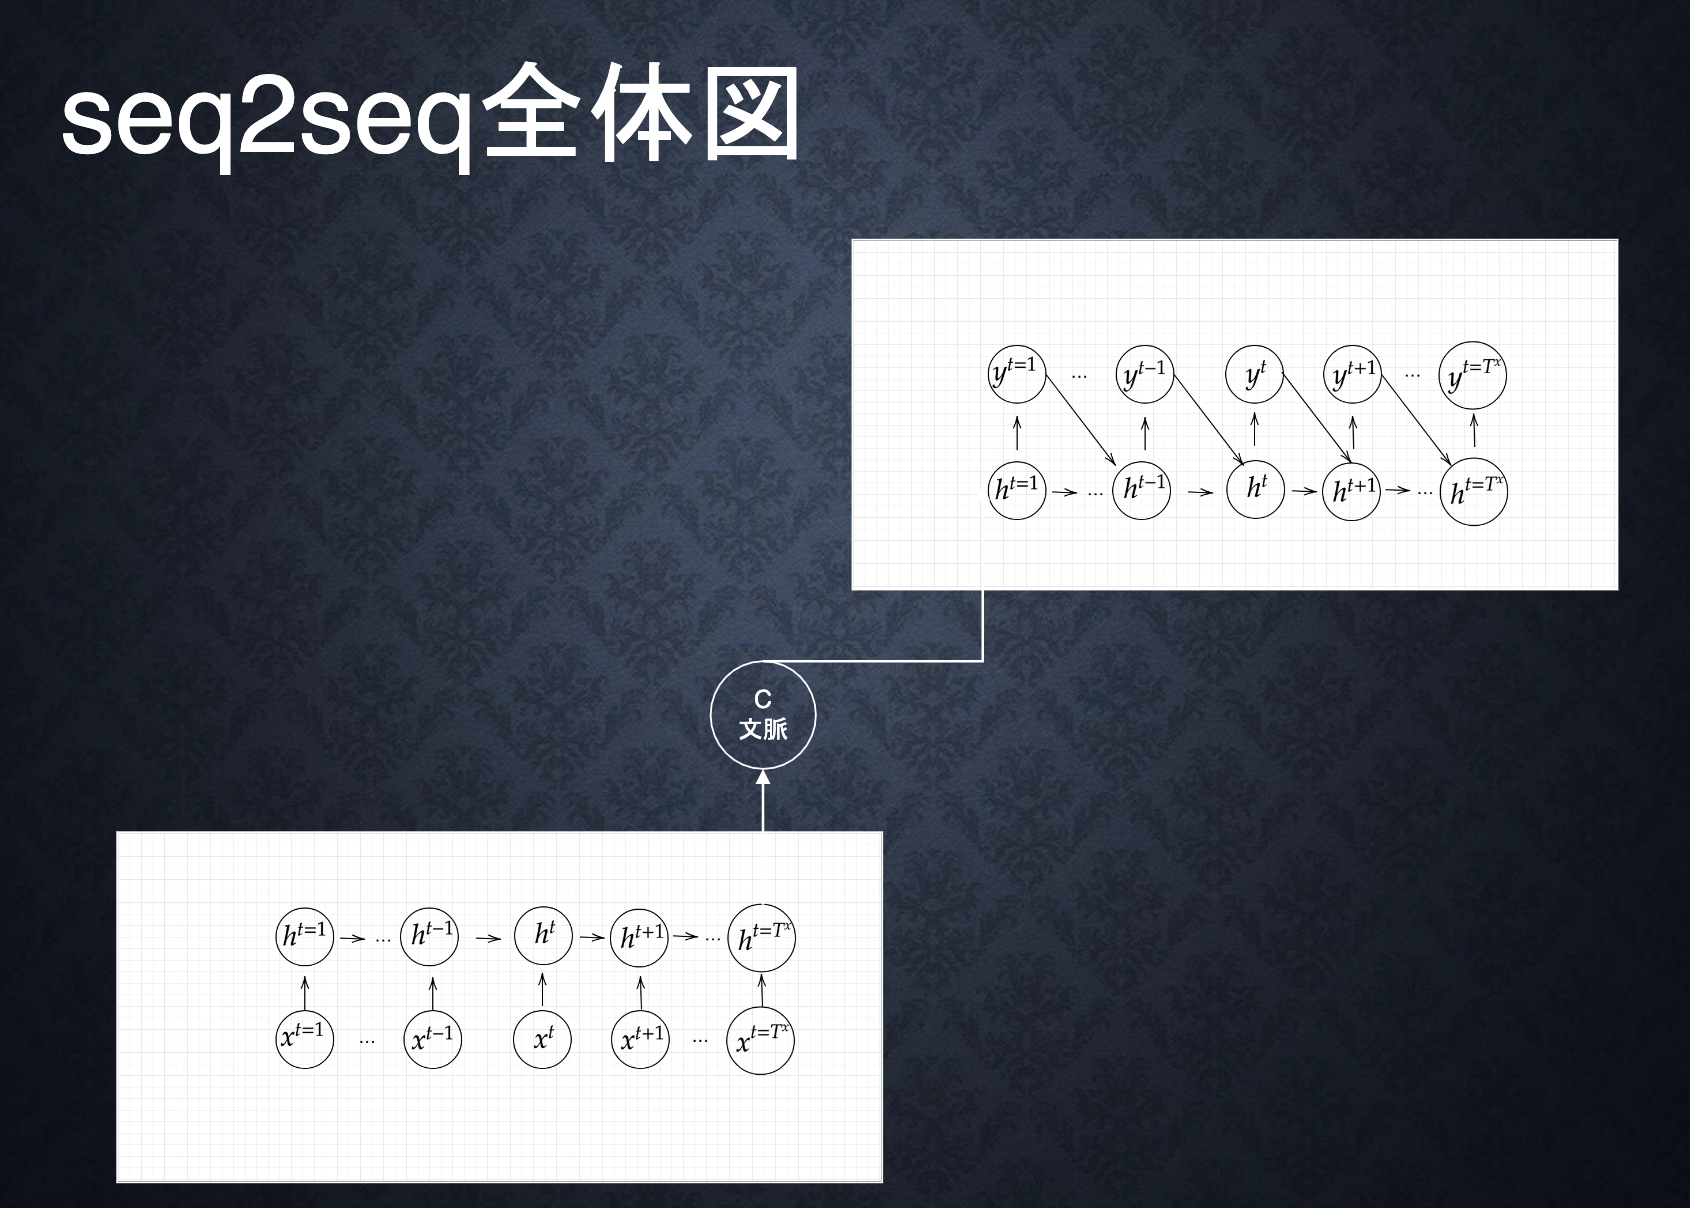 seq2seq全体図
y^{t=1} ... y^{t-1} y^{t} y^{t+1} ... y^{t=T^x}
h^{t=1} ... h^{t-1} h^{t} h^{t+1} ... h^{t=T^x}
C
文脈
h^{t=1} ... h^{t-1} h^{t} h^{t+1} ... h^{t=T^x}
x^{t=1} ... x^{t-1} x^{t} x^{t+1} ... x^{t=T^x}